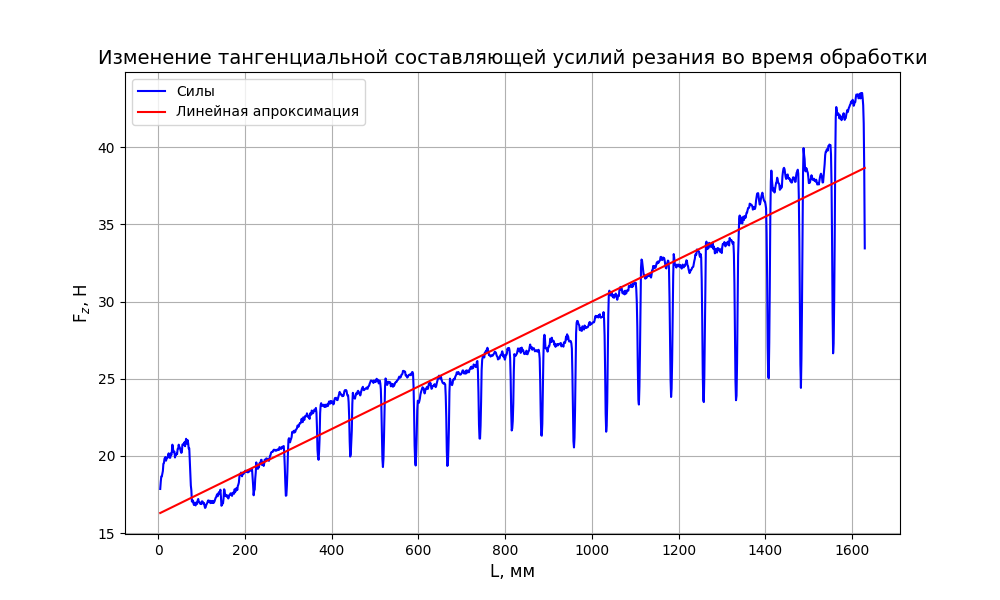 Изменение тангенциальной составляющей усилий резания во время обработки
Силы
Линейная апроксимация
40
35
30
25
20
15
F_z, Н
0 200 400 600 800 1000 1200 1400 1600
L, мм